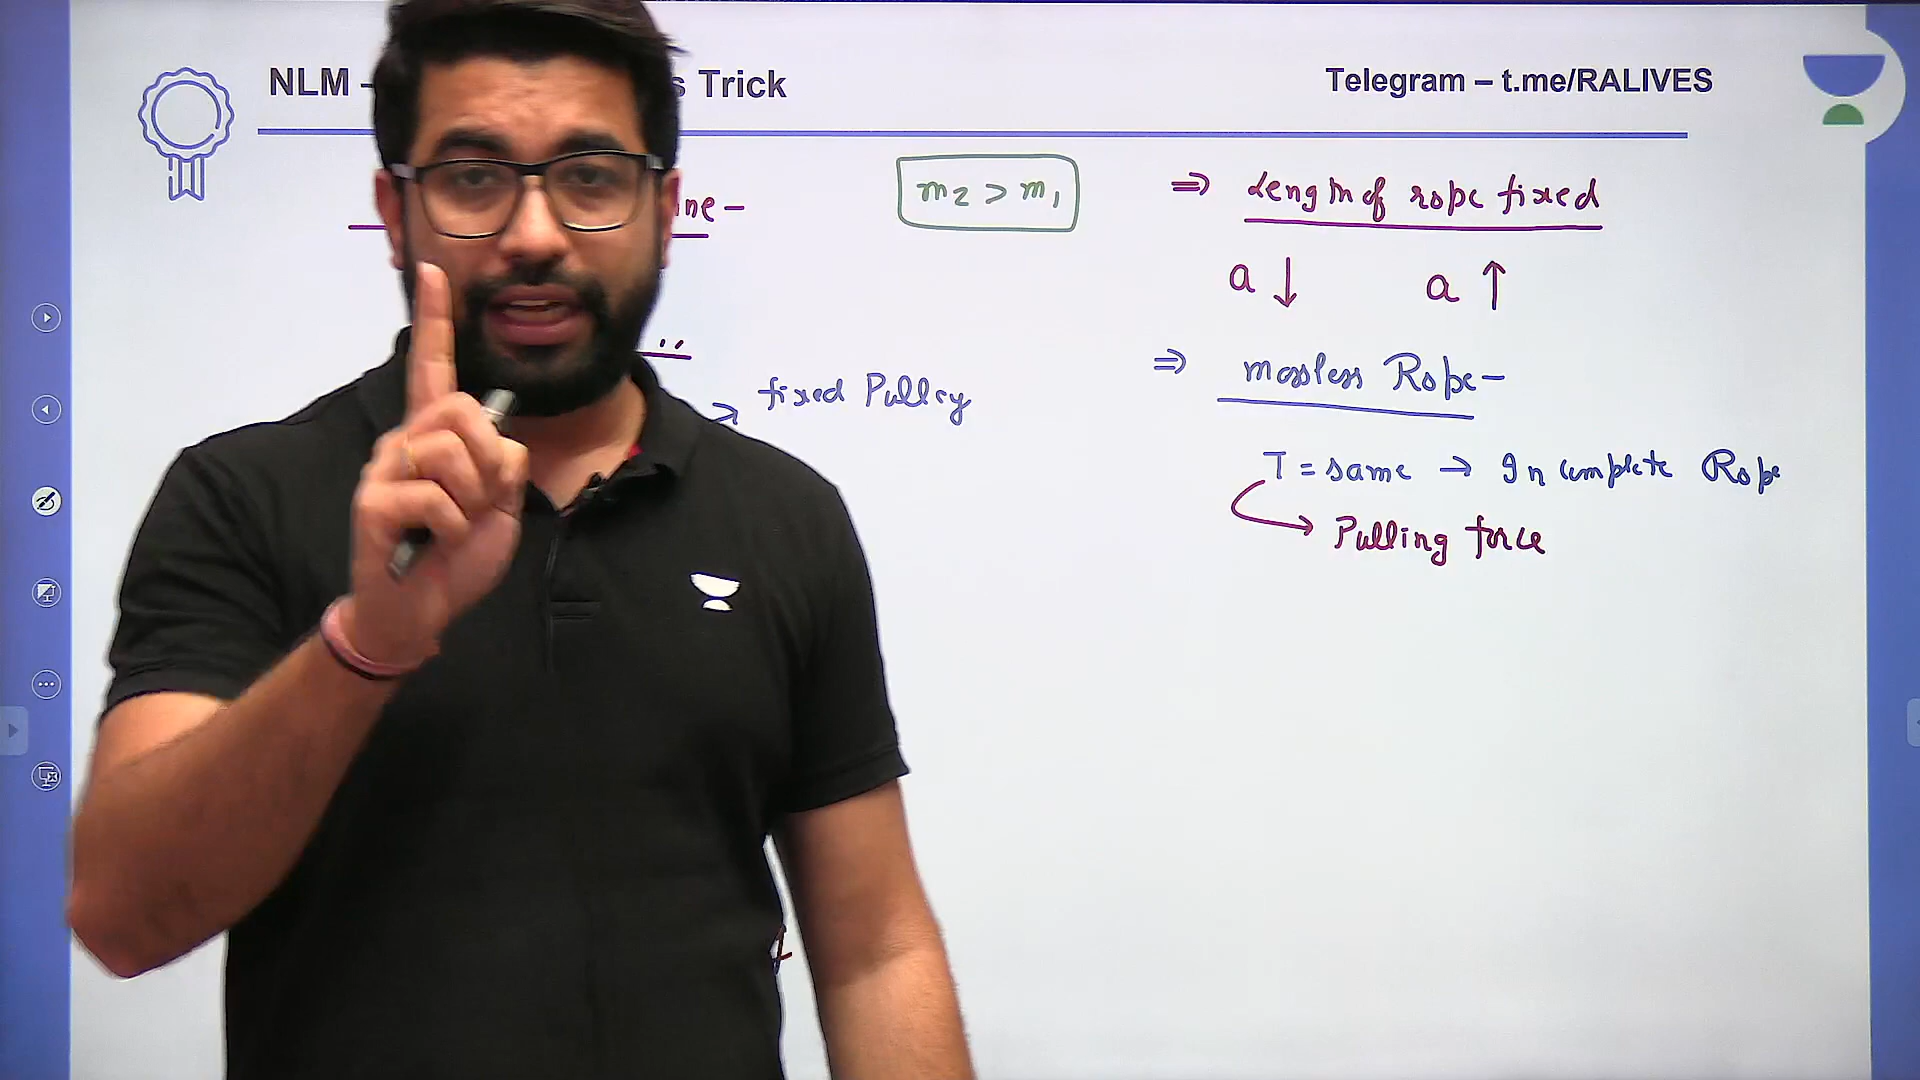 NLM – s Trick
Telegram – t.me/RALIVES
ine –
m2 > m1
⇒ Length of rope fixed
a ↓ a ↑
⇒ massless Rope –
→ fixed Pulley
T = same → In complete Rope
→ Pulling force